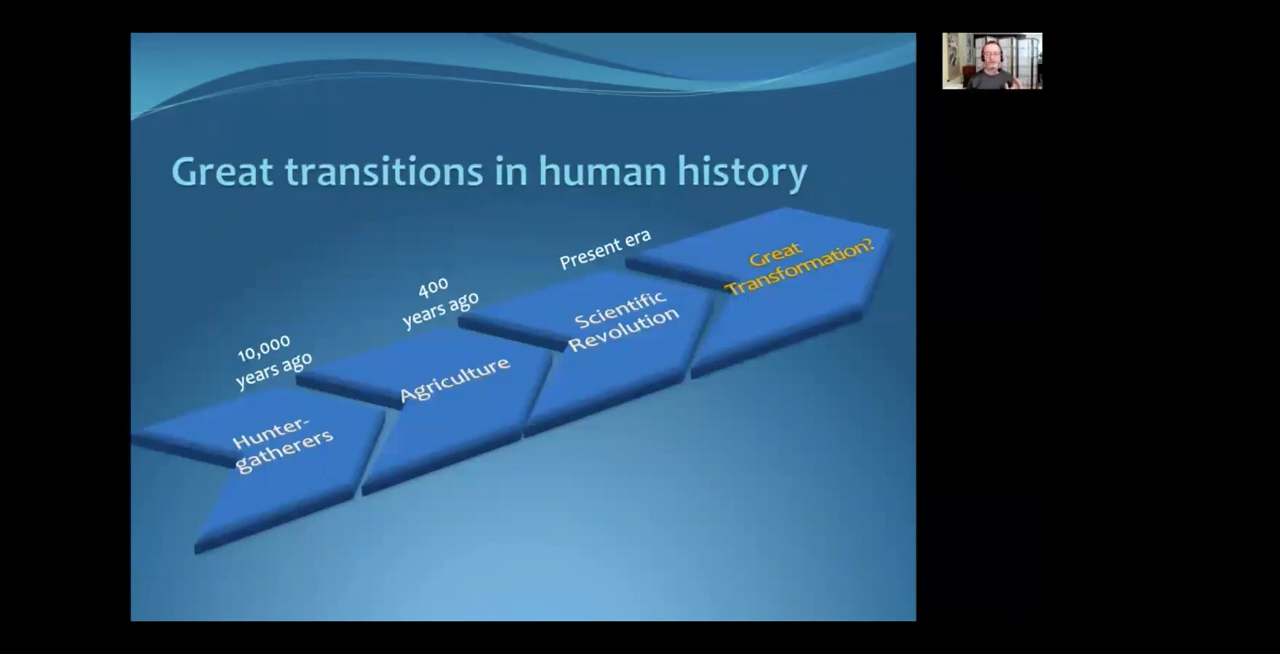 Great transitions in human history
10,000
years ago
400
years ago
Present era
Hunter-
gatherers
Agriculture
Scientific
Revolution
Great
Transformation?